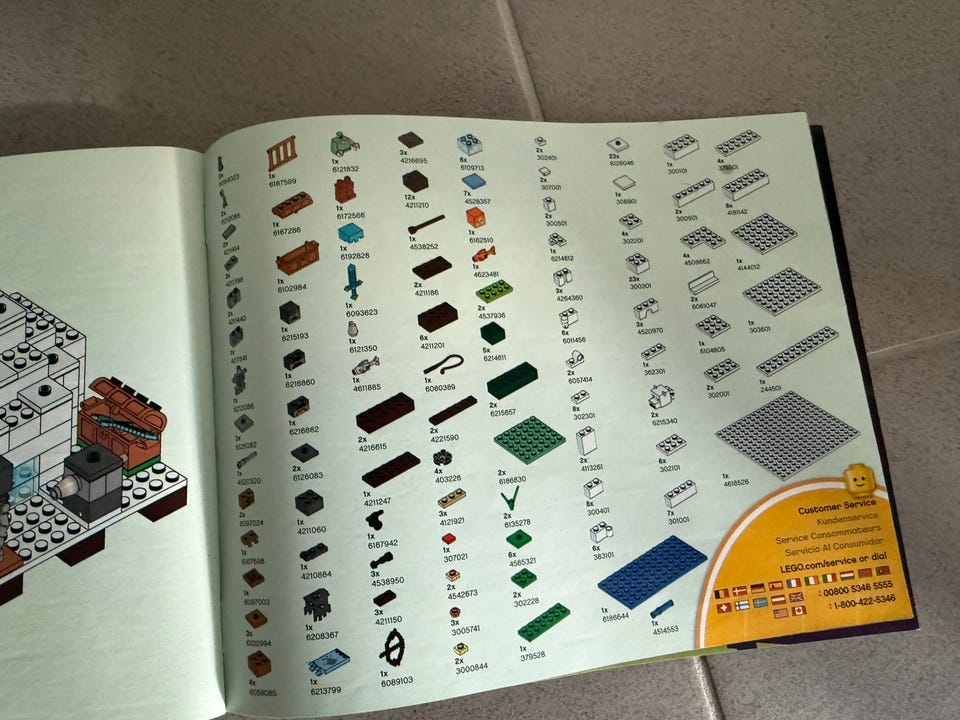 1x
6167599
1x
6167286
1x
6102984
1x
6215193
1x
6216860
1x
6216862
2x
6126083
1x
4211060
1x
4210884
1x
6208367
1x
6213799
1x
6121832
1x
6172566
1x
6192828
1x
6093623
1x
6121350
1x
4611885
2x
4216615
1x
4211247
1x
6167942
3x
4538950
3x
4211150
1x
6089103
3x
4216695
12x
4211210
1x
4538252
2x
4211186
6x
4211201
1x
6080389
2x
4221590
4x
403226
3x
4121921
1x
307021
2x
4542673
3x
3005741
2x
3000844
6x
6109713
7x
4528357
1x
6162510
1x
4623481
2x
4537936
5x
6214611
2x
6215657
2x
6186830
2x
6135278
6x
4565321
2x
302228
1x
379528
2x
302401
2x
307001
2x
300501
1x
6214612
3x
4264360
6x
6011456
2x
6057414
8x
302301
2x
4113261
1x
300401
6x
383101
1x
6186644
23x
6126046
1x
306801
4x
302201
23x
300301
3x
4520970
1x
362301
2x
6215340
6x
302101
7x
301001
1x
4514553
1x
300101
2x
300901
4x
4509562
2x
6061047
1x
6104805
2x
302001
1x
4618526
4x
379501
8x
4181142
1x
4144012
1x
303601
1x
244501
Customer Service
Kundenservice
Service Consommateurs
Servicio Al Consumidor
LEGO.com/service or dial
: 00800 5346 5555
: 1-800-422-5346